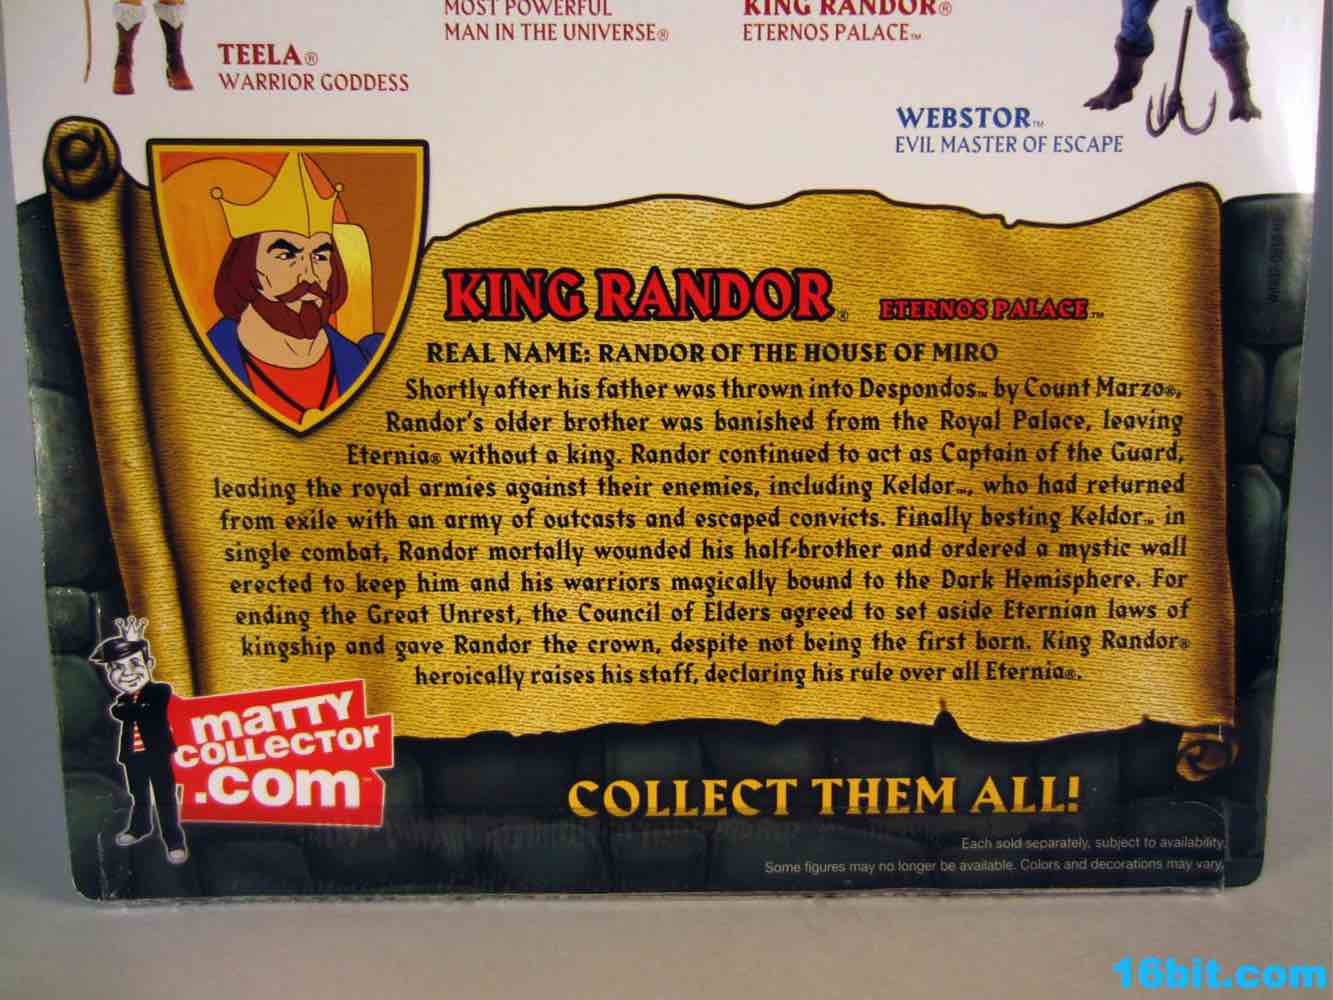 MOST POWERFUL
MAN IN THE UNIVERSE®
KING RANDOR®
ETERNOS PALACE™
TEELA®
WARRIOR GODDESS
WEBSTOR™
EVIL MASTER OF ESCAPE
KING RANDOR® ETERNOS PALACE™
REAL NAME: RANDOR OF THE HOUSE OF MIRO
Shortly after his father was thrown into Despondos™ by Count Marzo®,
Randor's older brother was banished from the Royal Palace, leaving
Eternia® without a king. Randor continued to act as Captain of the Guard,
leading the royal armies against their enemies, including Keldor™, who had returned
from exile with an army of outcasts and escaped convicts. Finally besting Keldor™ in
single combat, Randor mortally wounded his half-brother and ordered a mystic wall
erected to keep him and his warriors magically bound to the Dark Hemisphere. For
ending the Great Unrest, the Council of Elders agreed to set aside Eternian laws of
kingship and gave Randor the crown, despite not being the first born. King Randor®
heroically raises his staff, declaring his rule over all Eternia®.
maTTY
COLLECTOR
.com™
COLLECT THEM ALL!
Each sold separately, subject to availability.
Some figures may no longer be available. Colors and decorations may vary.
16bit.com